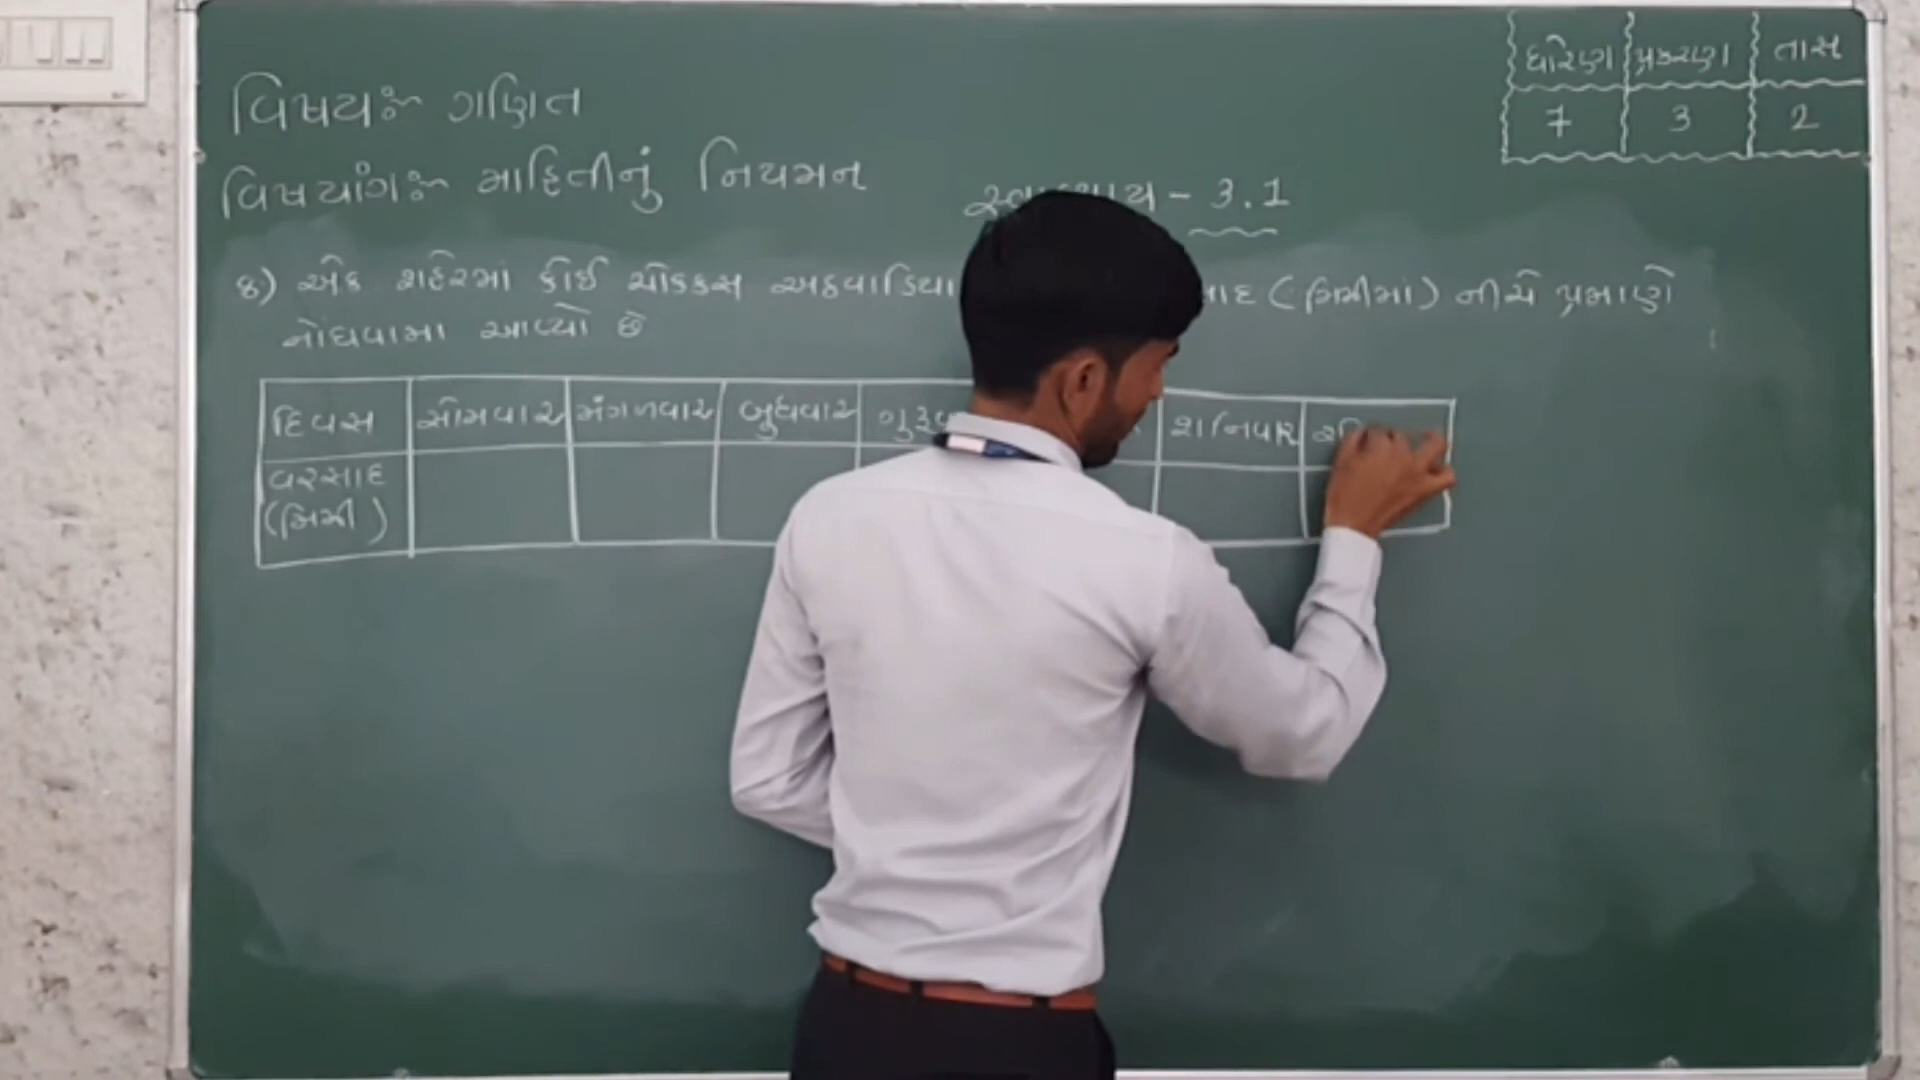 ધોરણ પ્રકરણ તાસ
7 3 2
વિષયઃ- ગણિત
વિષયાંગઃ- માહિતીનું નિયમન
- 3.1
8) એક શહેરમાં કોઈ ચોક્કસ અઠવાડિયા (મિમીમાં) નીચે પ્રમાણે
નોંધવામા આવ્યો છે
દિવસ સોમવાર મંગળવાર બુધવાર શનિવાર
વરસાદ
(મિમી)